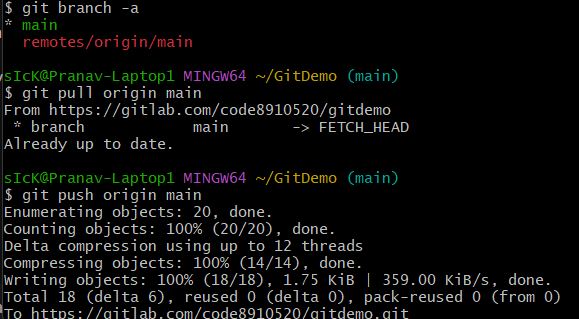 $ git branch -a
* main
  remotes/origin/main
sIcK@Pranav-Laptop1 MINGW64 ~/GitDemo (main)
$ git pull origin main
From https://gitlab.com/code8910520/gitdemo
 * branch            main       -> FETCH_HEAD
Already up to date.
sIcK@Pranav-Laptop1 MINGW64 ~/GitDemo (main)
$ git push origin main
Enumerating objects: 20, done.
Counting objects: 100% (20/20), done.
Delta compression using up to 12 threads
Compressing objects: 100% (14/14), done.
Writing objects: 100% (18/18), 1.75 KiB | 359.00 KiB/s, done.
Total 18 (delta 6), reused 0 (delta 0), pack-reused 0 (from 0)
To https://gitlab.com/code8910520/gitdemo.git